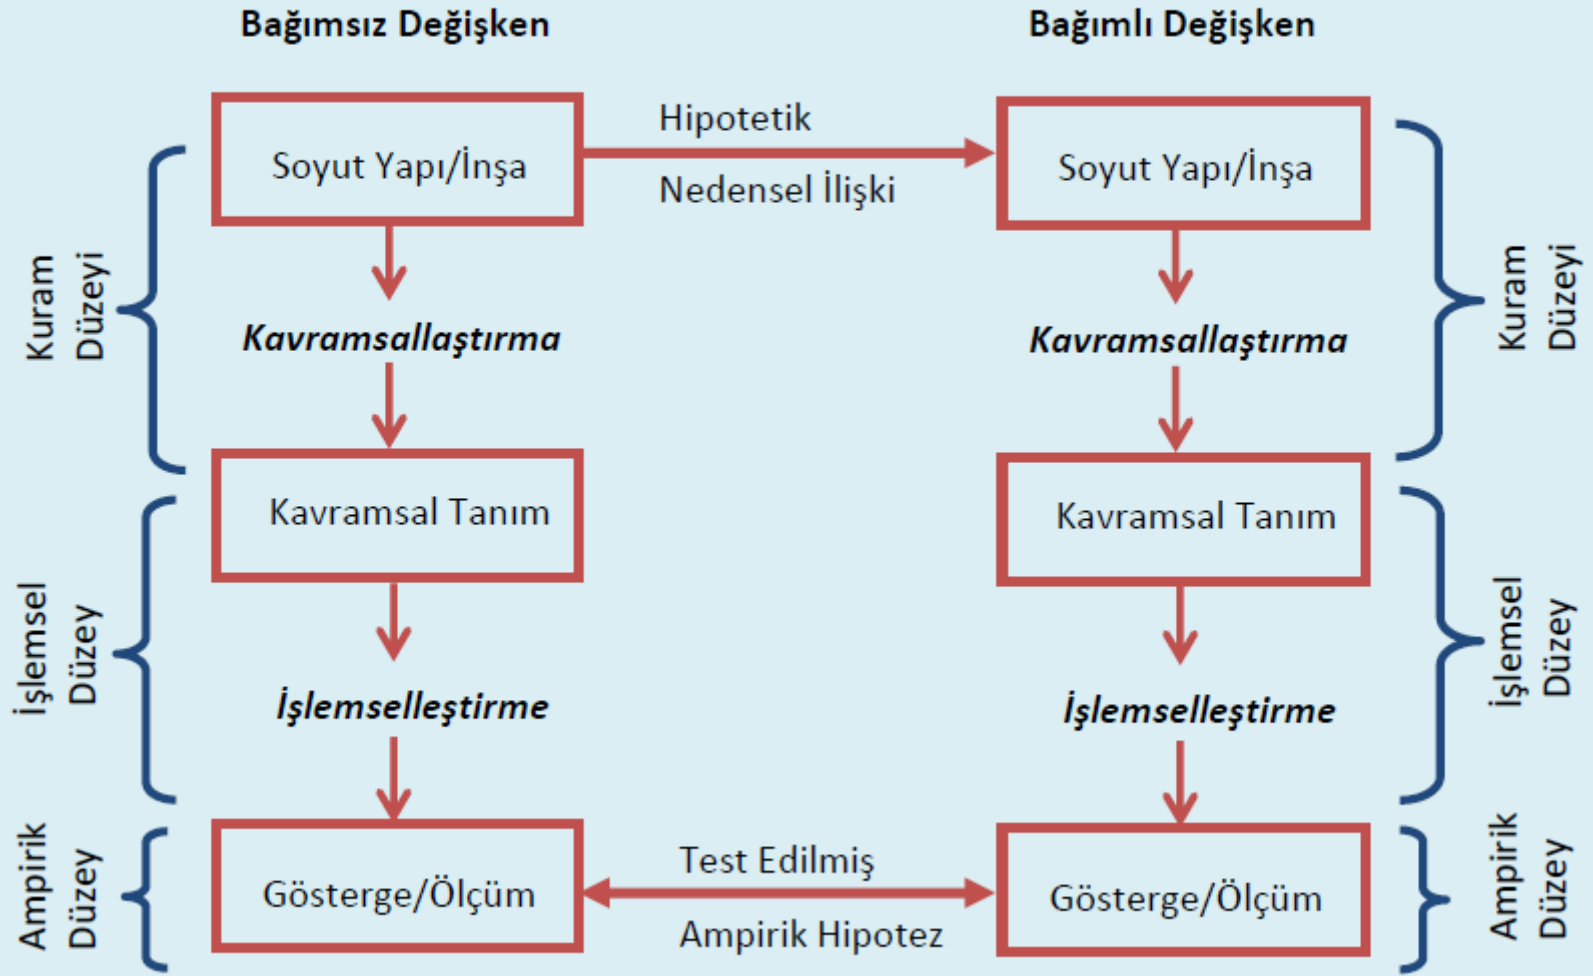 Bağımsız Değişken
Bağımlı Değişken
Kuram
Düzeyi
Soyut Yapı/İnşa
Hipotetik
Nedensel İlişki
Soyut Yapı/İnşa
Kuram
Düzeyi
Kavramsallaştırma
Kavramsallaştırma
İşlemsel
Düzey
Kavramsal Tanım
Kavramsal Tanım
İşlemsel
Düzey
İşlemselleştirme
İşlemselleştirme
Ampirik
Düzey
Gösterge/Ölçüm
Test Edilmiş
Ampirik Hipotez
Gösterge/Ölçüm
Ampirik
Düzey